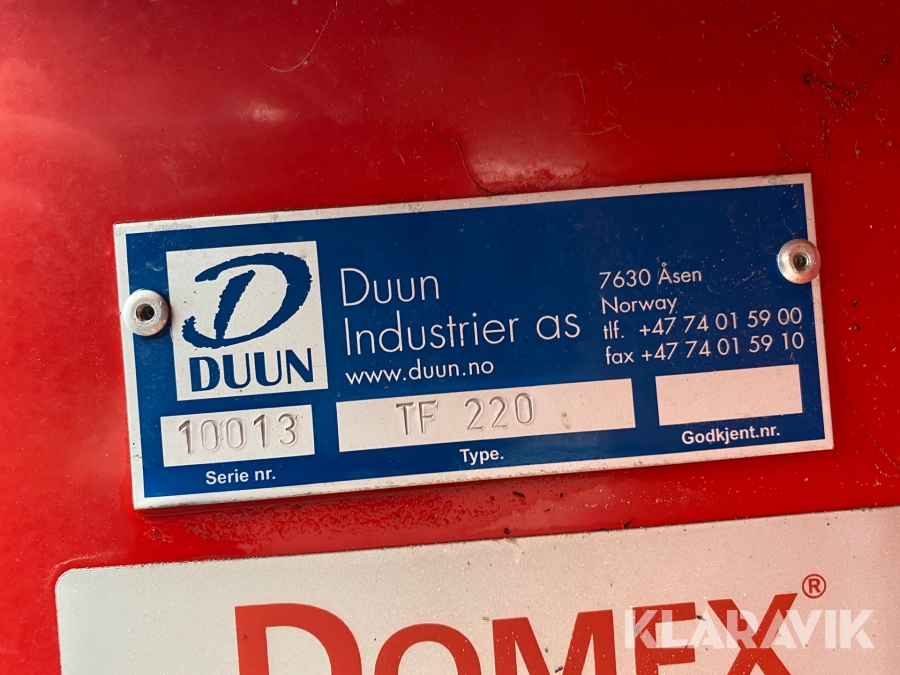 D
DUUN
Duun
Industrier as
www.duun.no
7630 Åsen
Norway
tlf. +47 74 01 59 00
fax +47 74 01 59 10
10013
Serie nr.
TF 220
Type.
Godkjent.nr.
DOMEX®
KLARAVIK